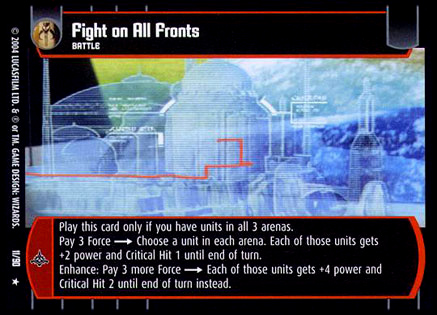 Fight on All Fronts
BATTLE
Play this card only if you have units in all 3 arenas.
Pay 3 Force → Choose a unit in each arena. Each of those units gets
+2 power and Critical Hit 1 until end of turn.
Enhance: Pay 3 more Force → Each of those units gets +4 power and
Critical Hit 2 until end of turn instead.
© 2004 LUCASFILM LTD. & ® or TM. GAME DESIGN: WIZARDS.
11/90
★